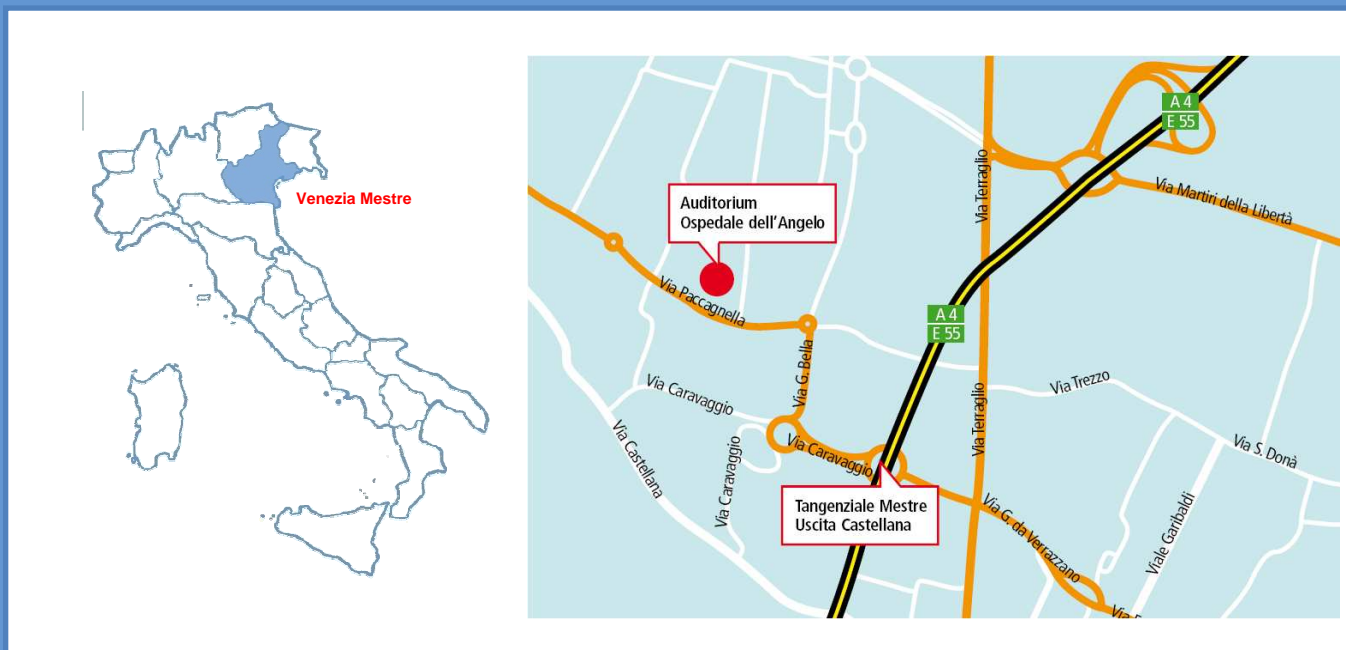 Venezia Mestre
Auditorium
Ospedale dell'Angelo
A 4
E 55
Via Terraglio
Via Martiri della Libertà
Via Paccagnella
A 4
E 55
Via G. Bella
Via Caravaggio
Via Terraglio
Via Trezzo
Via Castellana
Via Caravaggio
Via Caravaggio
Via S. Donà
Tangenziale Mestre
Uscita Castellana
Via G. da Verrazzano
Viale Garibaldi
Via